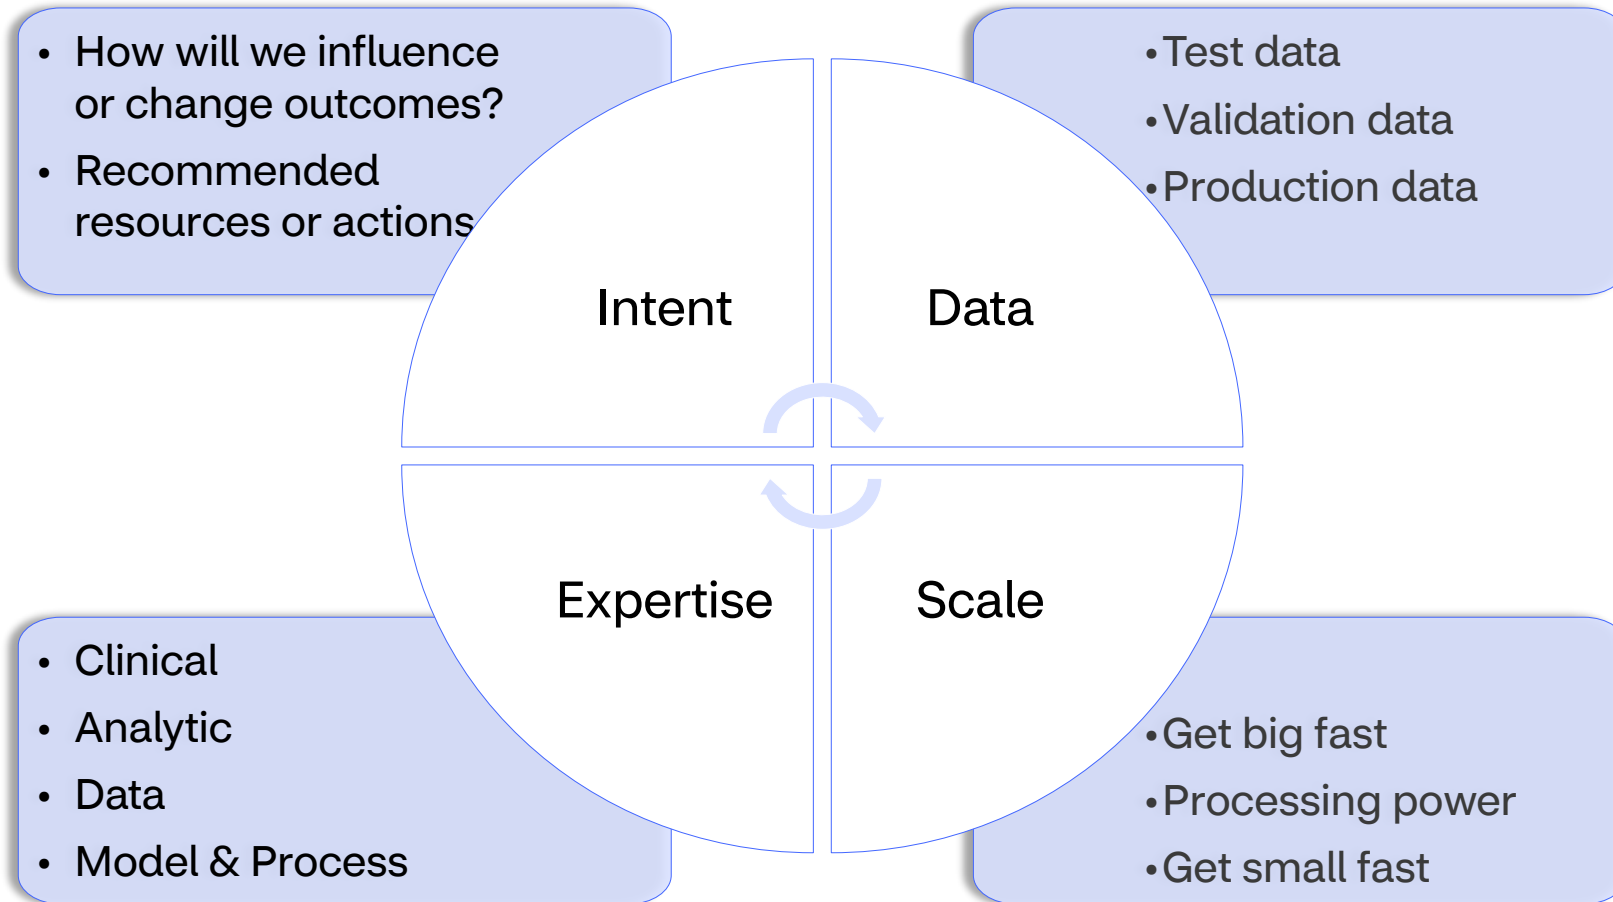 • How will we influence
or change outcomes?
• Recommended
resources or actions
• Test data
• Validation data
• Production data
Intent
Data
Expertise
Scale
• Clinical
• Analytic
• Data
• Model & Process
• Get big fast
• Processing power
• Get small fast